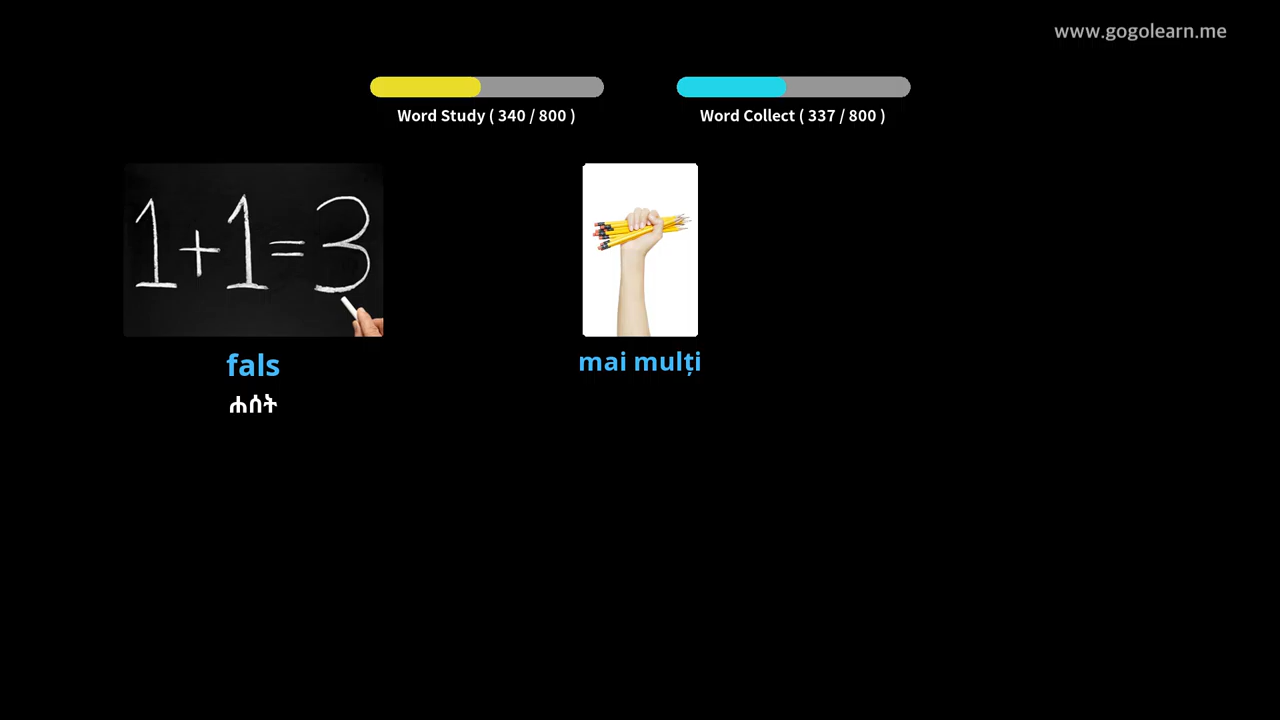 www.gogolearn.me
Word Study ( 340 / 800 )
Word Collect ( 337 / 800 )
1+1=3
fals
ሐሰት
mai mulți